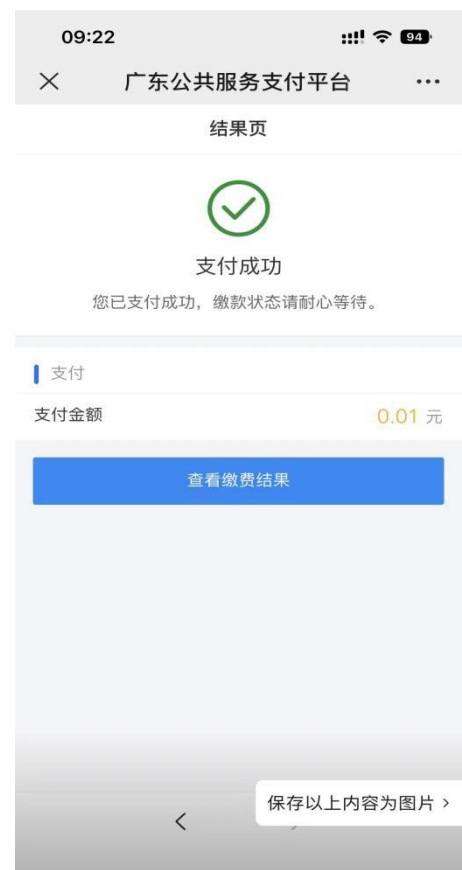 09:22
94
广东公共服务支付平台
结果页
支付成功
您已支付成功，缴款状态请耐心等待。
支付
支付金额 0.01 元
查看缴费结果
保存以上内容为图片